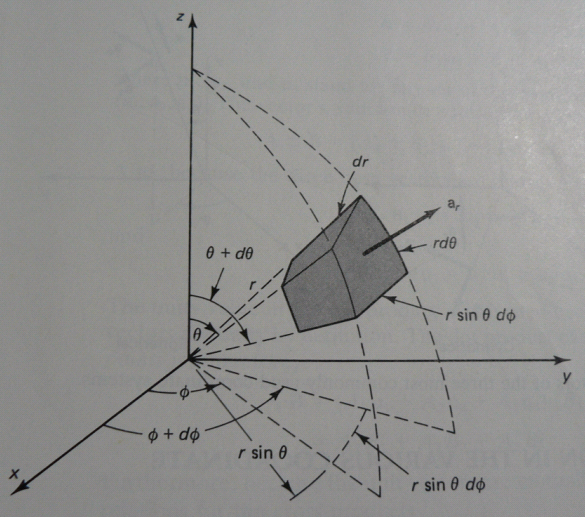 z
dr
a_r
θ + dθ
rdθ
r
r sin θ dϕ
θ
y
ϕ
ϕ + dϕ
r sin θ
x
r sin θ dϕ